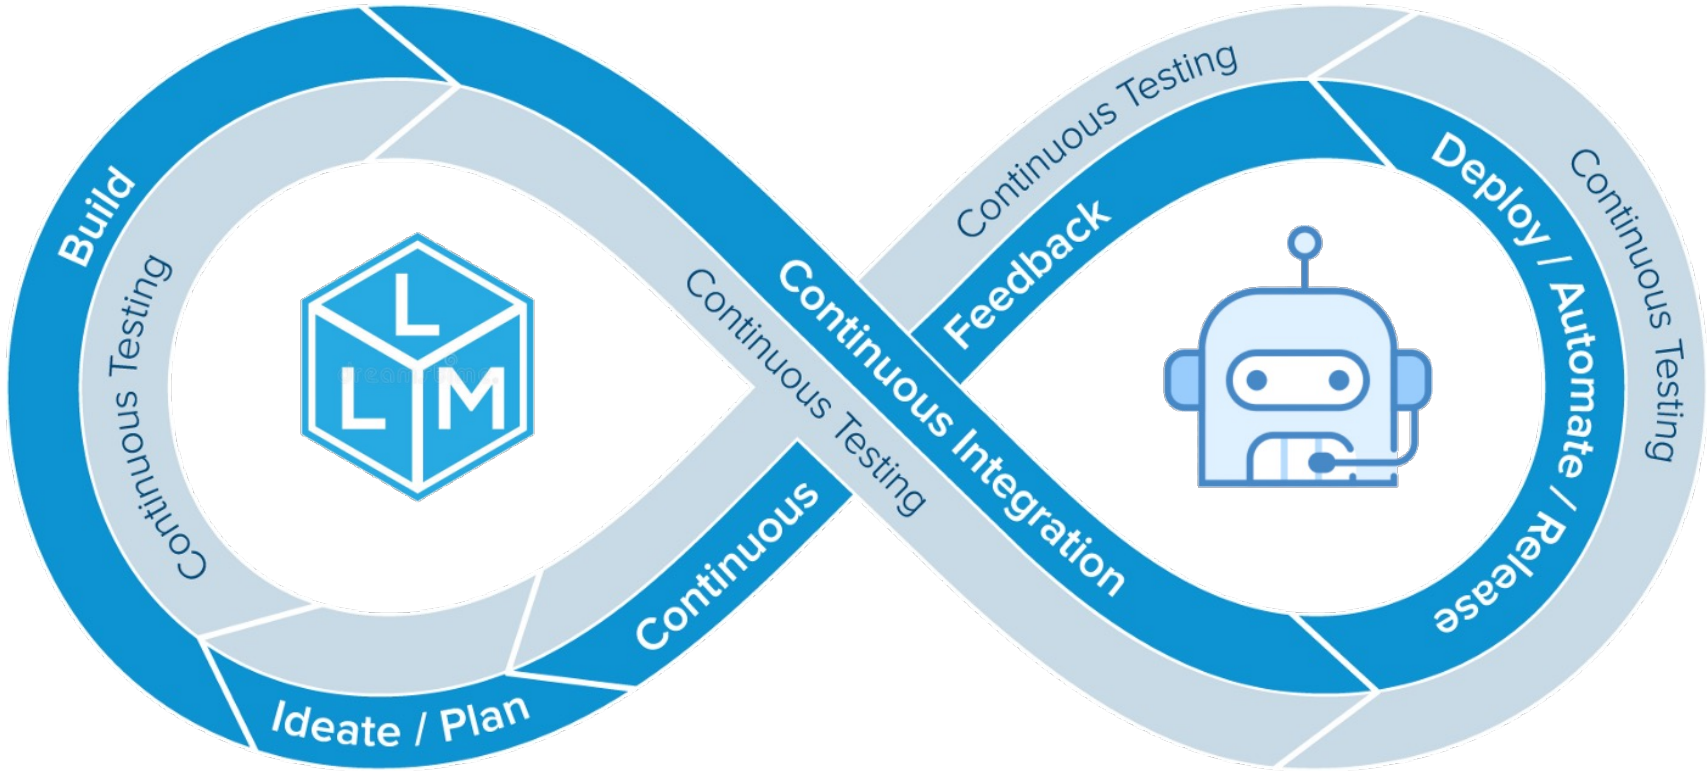 Build
Continuous Testing
L
L
M
Ideate / Plan
Continuous
Feedback
Continuous Testing
Continuous Integration
Continuous Testing
Deploy / Automate / Release
Continuous Testing